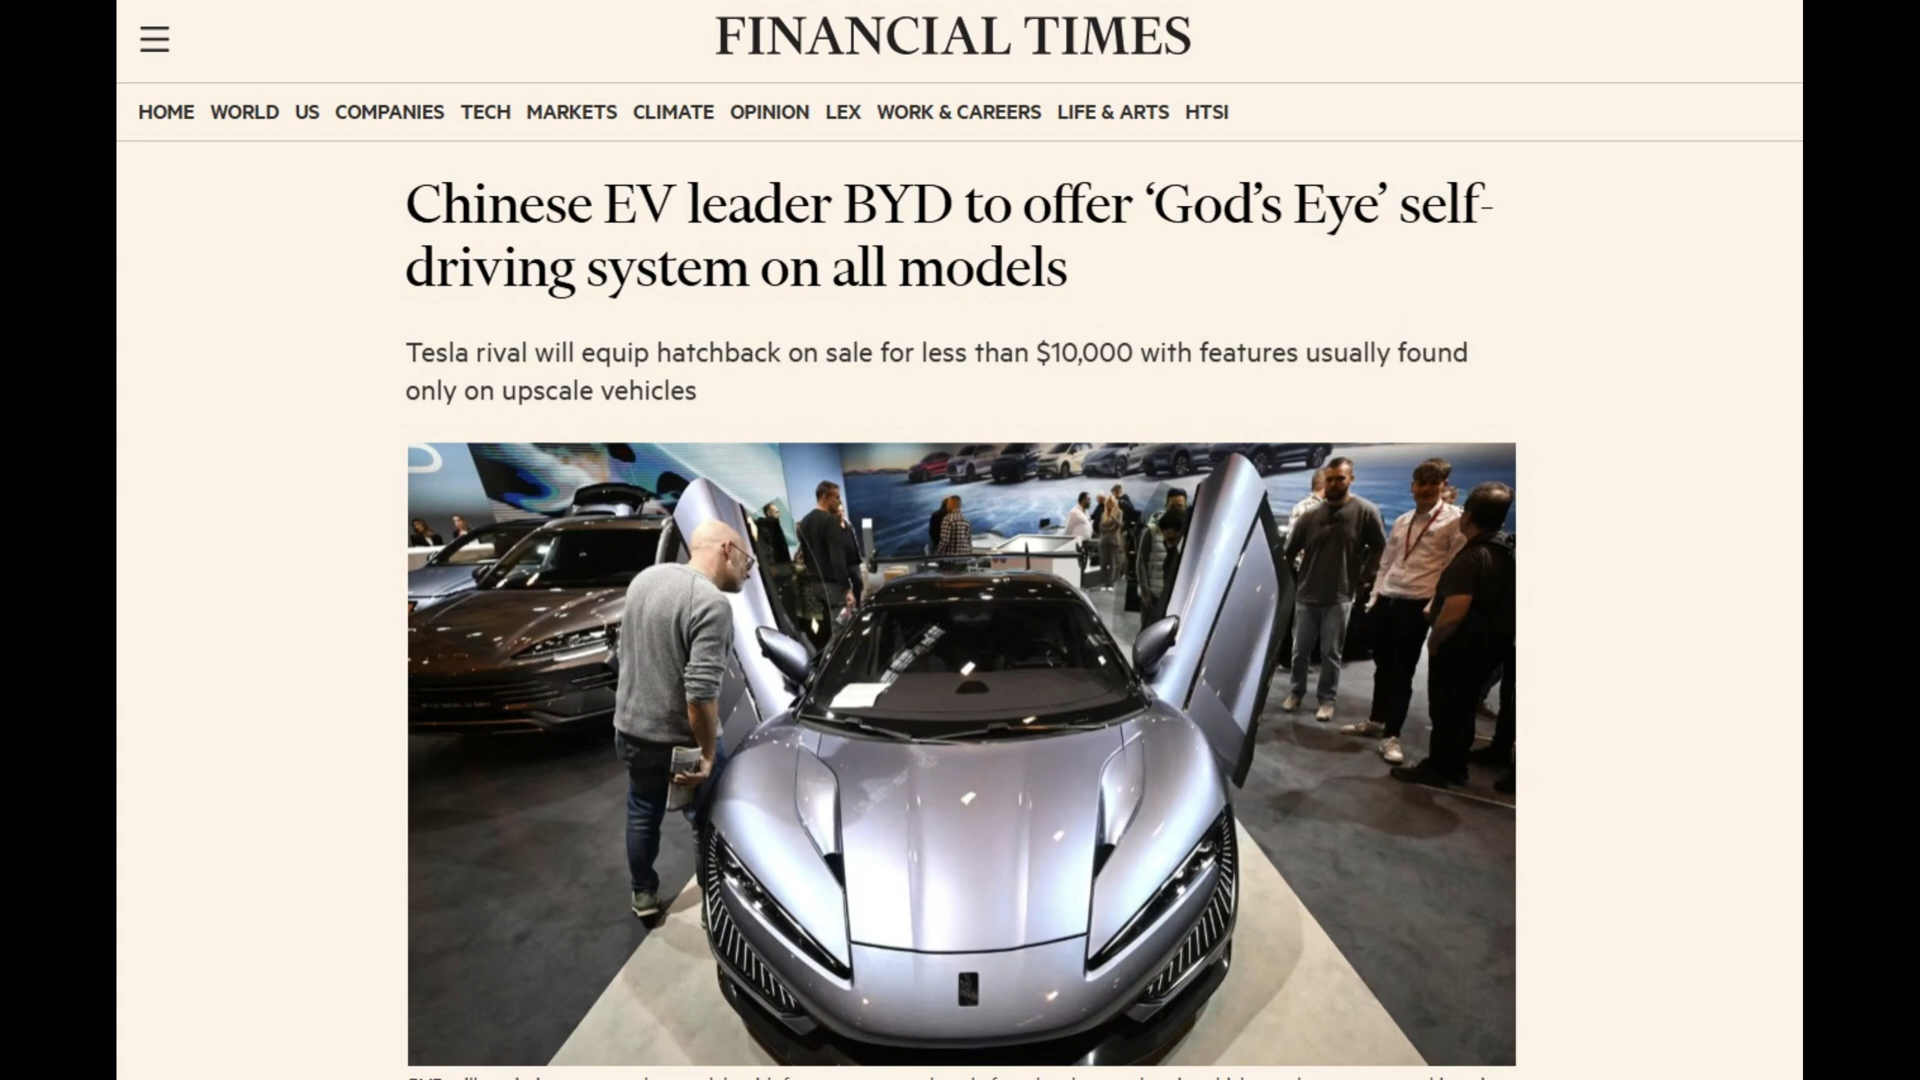 FINANCIAL TIMES
HOME WORLD US COMPANIES TECH MARKETS CLIMATE OPINION LEX WORK & CAREERS LIFE & ARTS HTSI
Chinese EV leader BYD to offer ‘God’s Eye’ self-
driving system on all models
Tesla rival will equip hatchback on sale for less than $10,000 with features usually found
only on upscale vehicles